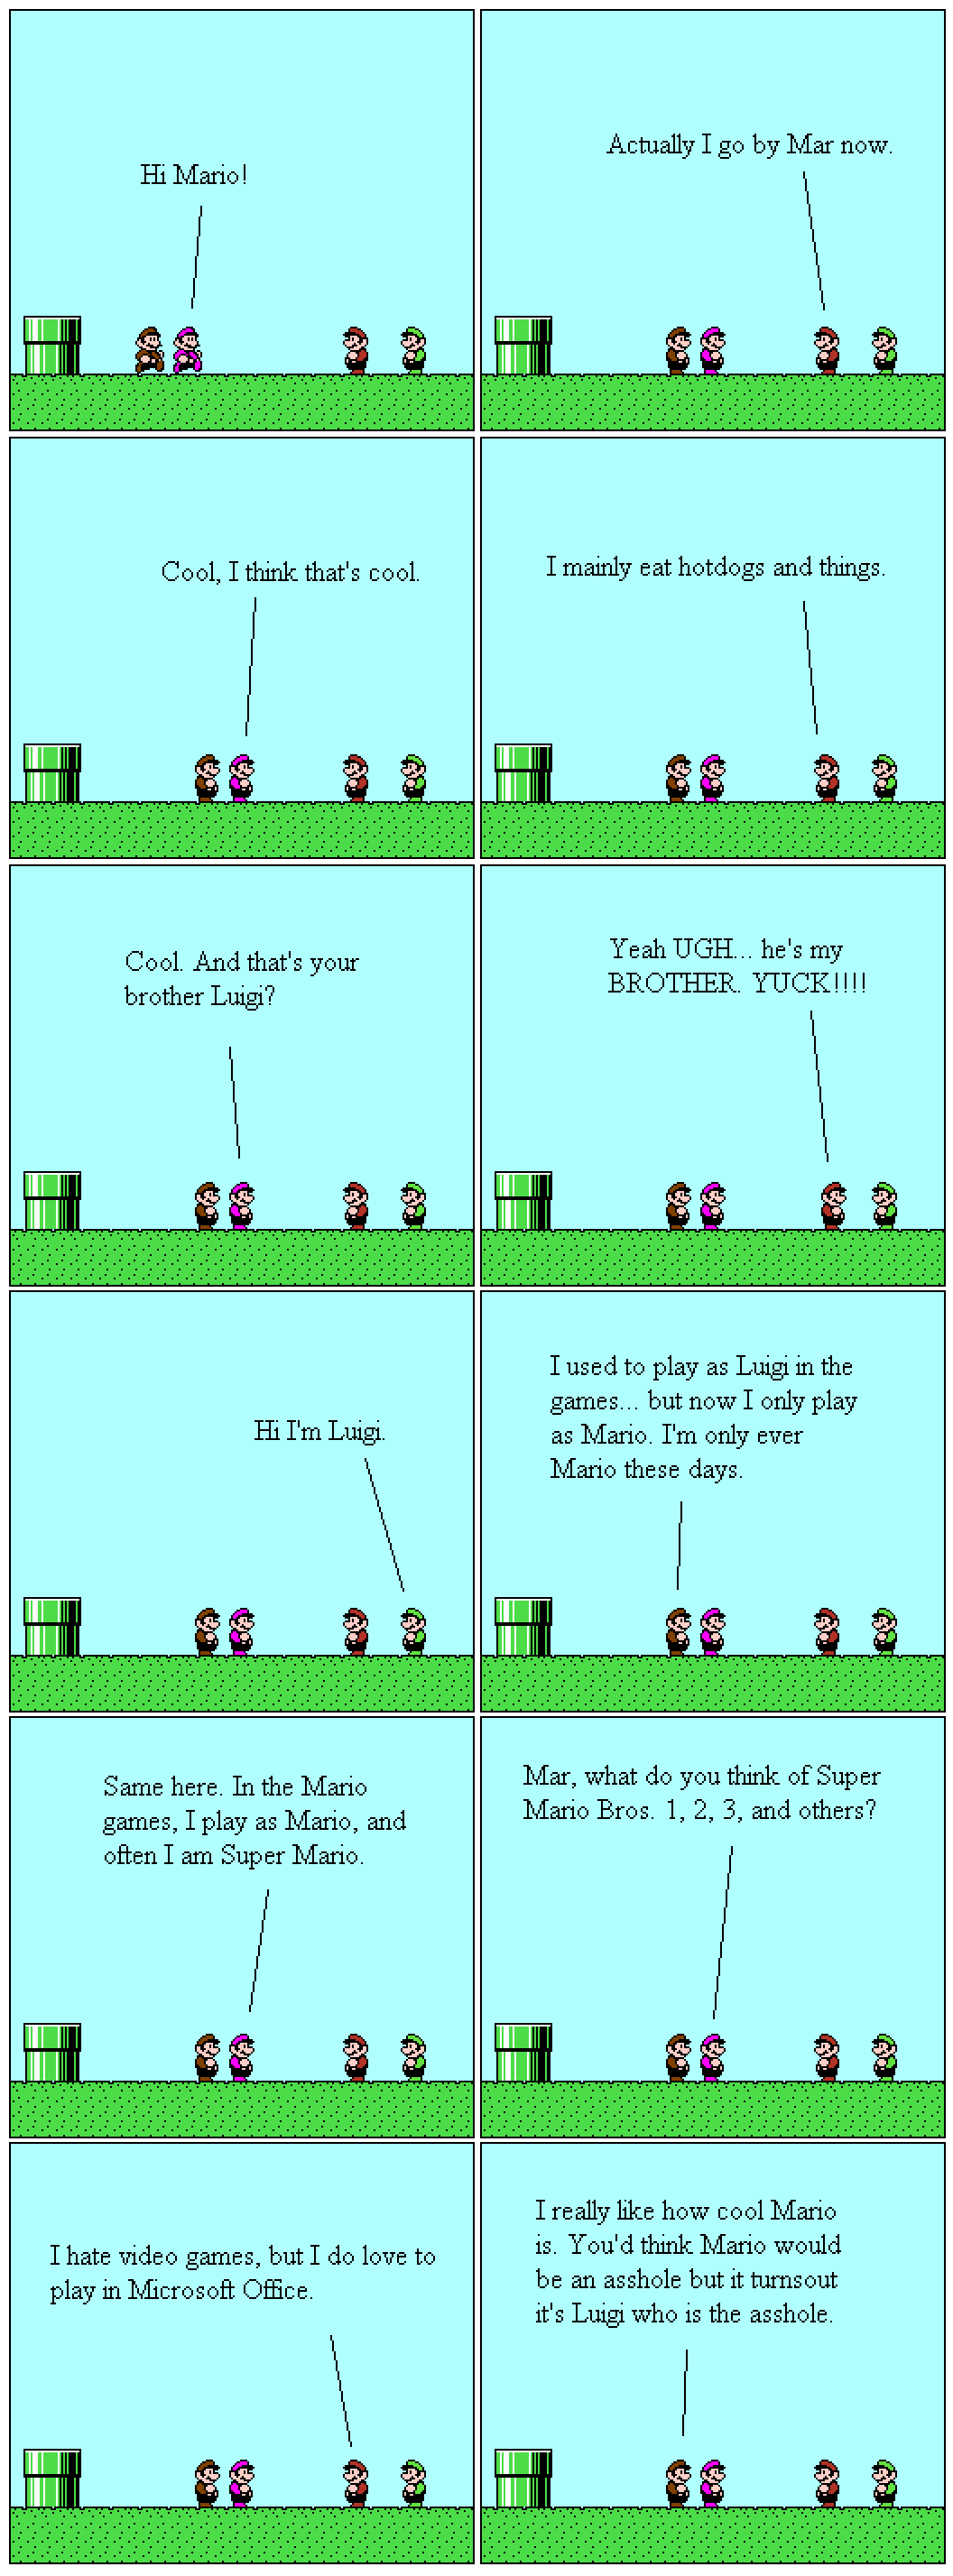 Hi Mario!
Actually I go by Mar now.
Cool, I think that's cool.
I mainly eat hotdogs and things.
Cool. And that's your
brother Luigi?
Yeah UGH... he's my
BROTHER. YUCK!!!!
Hi I'm Luigi.
I used to play as Luigi in the
games... but now I only play
as Mario. I'm only ever
Mario these days.
Same here. In the Mario
games, I play as Mario, and
often I am Super Mario.
Mar, what do you think of Super
Mario Bros. 1, 2, 3, and others?
I hate video games, but I do love to
play in Microsoft Office.
I really like how cool Mario
is. You'd think Mario would
be an asshole but it turnsout
it's Luigi who is the asshole.